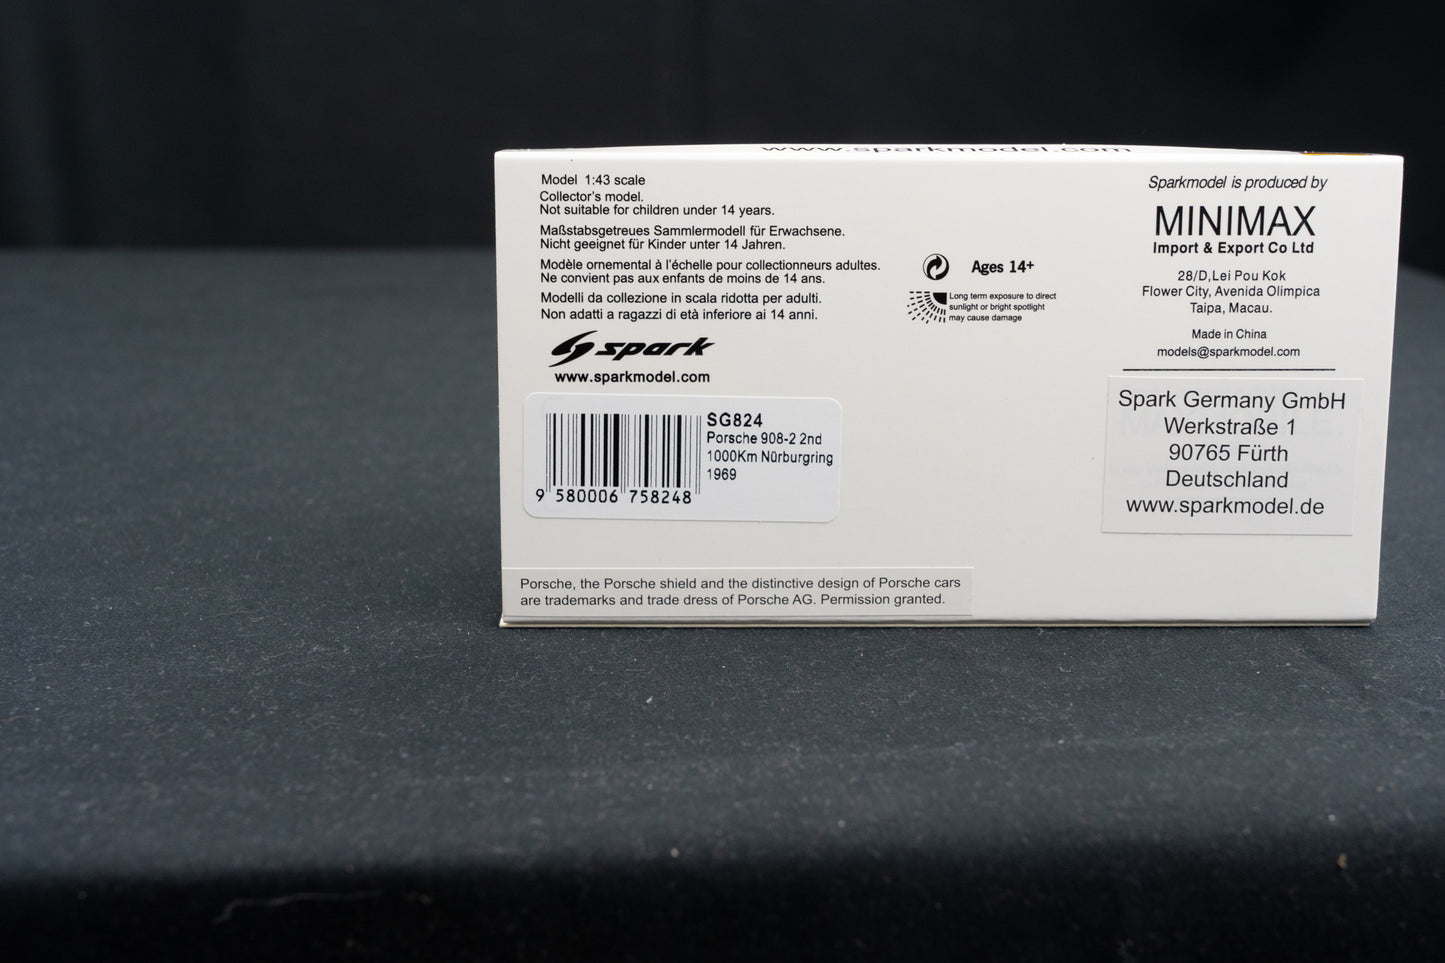 www.sparkmodel.com
Model 1:43 scale
Collector's model.
Not suitable for children under 14 years.
Maßstabsgetreues Sammlermodell für Erwachsene.
Nicht geeignet für Kinder unter 14 Jahren.
Modèle ornemental à l'échelle pour collectionneurs adultes.
Ne convient pas aux enfants de moins de 14 ans.
Modelli da collezione in scala ridotta per adulti.
Non adatti a ragazzi di età inferiore ai 14 anni.
spark
www.sparkmodel.com
SG824
Porsche 908-2 2nd
1000Km Nürburgring
1969
9 580006 758248
Porsche, the Porsche shield and the distinctive design of Porsche cars
are trademarks and trade dress of Porsche AG. Permission granted.
Ages 14+
Long term exposure to direct
sunlight or bright spotlight
may cause damage
Sparkmodel is produced by
MINIMAX
Import & Export Co Ltd
28/D,Lei Pou Kok
Flower City, Avenida Olimpica
Taipa, Macau.
Made in China
models@sparkmodel.com
Spark Germany GmbH
Werkstraße 1
90765 Fürth
Deutschland
www.sparkmodel.de